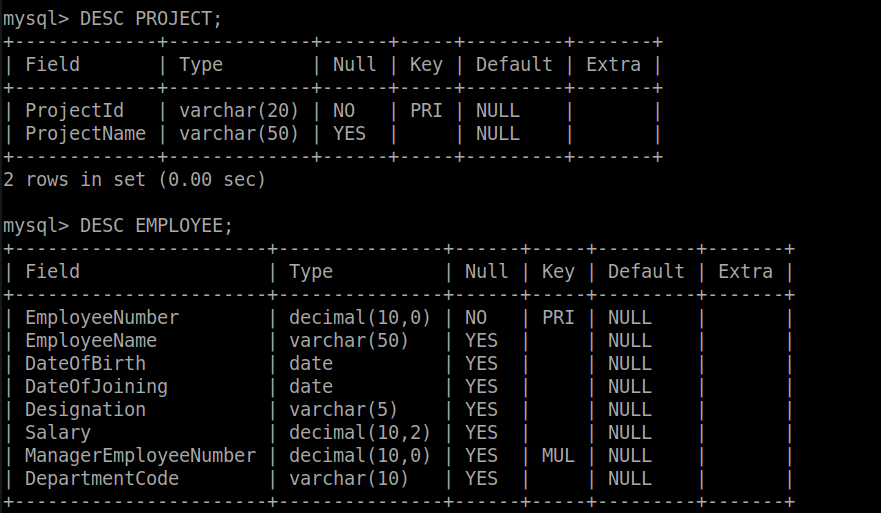 mysql> DESC PROJECT;
+-------------+-------------+------+-----+---------+-------+
| Field       | Type        | Null | Key | Default | Extra |
+-------------+-------------+------+-----+---------+-------+
| ProjectId   | varchar(20) | NO   | PRI | NULL    |       |
| ProjectName | varchar(50) | YES  |     | NULL    |       |
+-------------+-------------+------+-----+---------+-------+
2 rows in set (0.00 sec)

mysql> DESC EMPLOYEE;
+-----------------------+---------------+------+-----+---------+-------+
| Field                 | Type          | Null | Key | Default | Extra |
+-----------------------+---------------+------+-----+---------+-------+
| EmployeeNumber        | decimal(10,0) | NO   | PRI | NULL    |       |
| EmployeeName          | varchar(50)   | YES  |     | NULL    |       |
| DateOfBirth           | date          | YES  |     | NULL    |       |
| DateOfJoining         | date          | YES  |     | NULL    |       |
| Designation           | varchar(5)    | YES  |     | NULL    |       |
| Salary                | decimal(10,2) | YES  |     | NULL    |       |
| ManagerEmployeeNumber | decimal(10,0) | YES  | MUL | NULL    |       |
| DepartmentCode        | varchar(10)   | YES  |     | NULL    |       |
+-----------------------+---------------+------+-----+---------+-------+